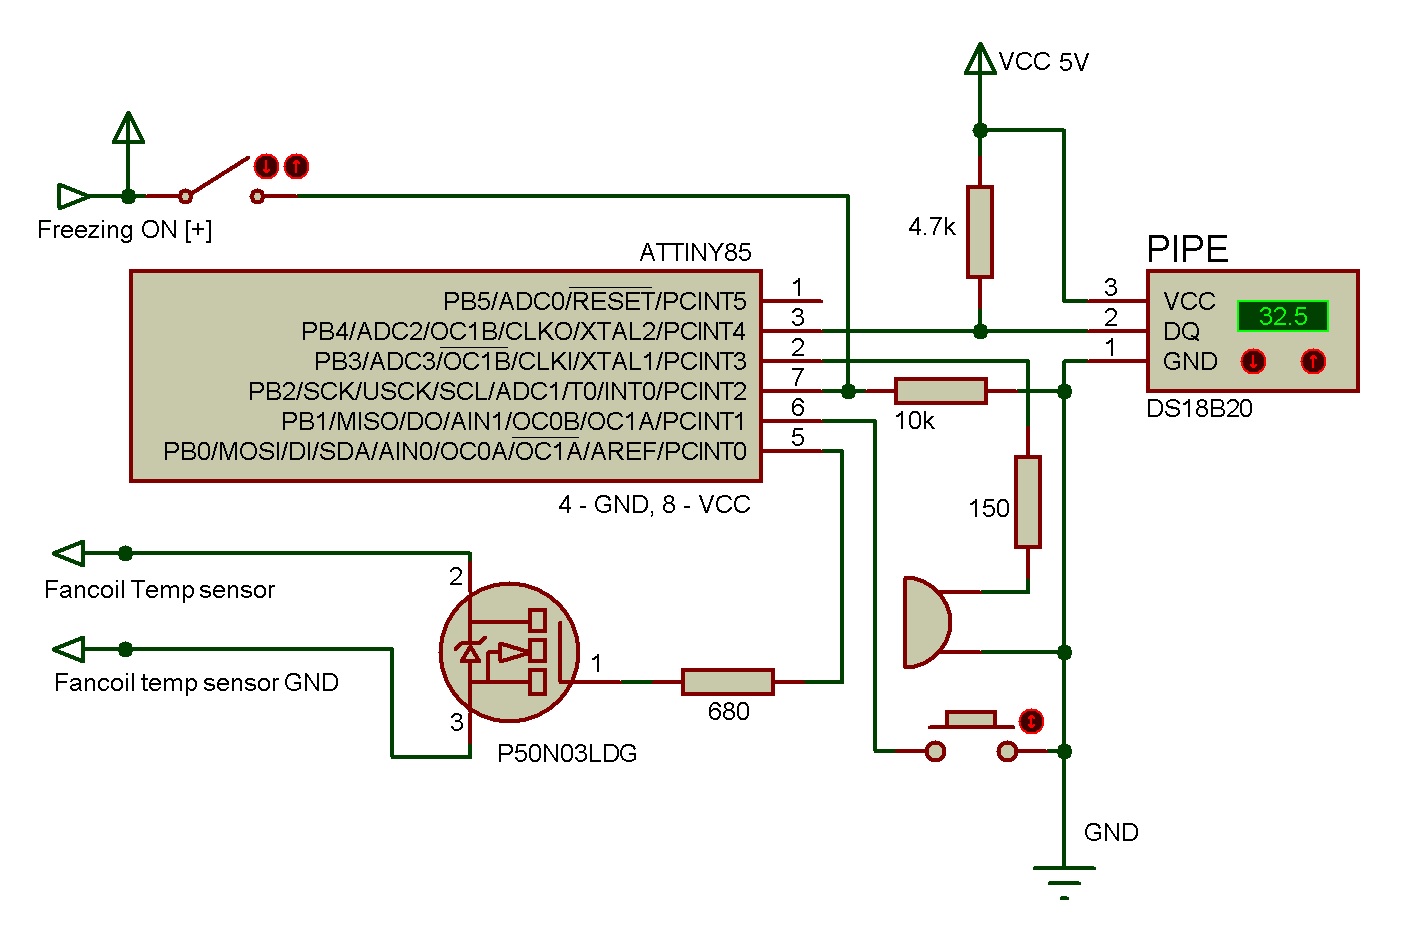 VCC 5V
Freezing ON [+]
4.7k
ATTINY85
PIPE
PB5/ADC0/RESET/PCINT5 1
PB4/ADC2/OC1B/CLKO/XTAL2/PCINT4 3
PB3/ADC3/OC1B/CLKI/XTAL1/PCINT3 2
PB2/SCK/USCK/SCL/ADC1/T0/INT0/PCINT2 7
PB1/MISO/DO/AIN1/OC0B/OC1A/PCINT1 6
PB0/MOSI/DI/SDA/AIN0/OC0A/OC1A/AREF/PCINT0 5
3 VCC
2 DQ
1 GND
32.5
DS18B20
10k
4 - GND, 8 - VCC
150
Fancoil Temp sensor
2
1
Fancoil temp sensor GND
680
3
P50N03LDG
GND